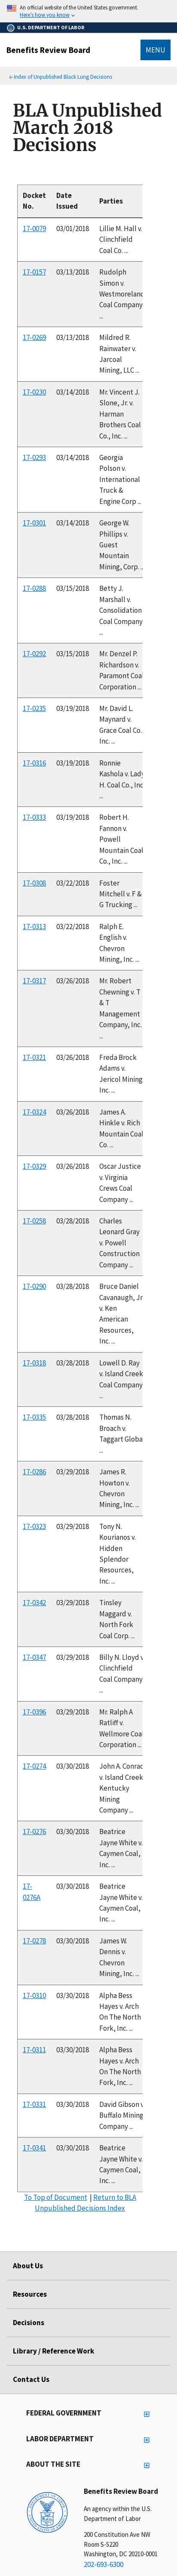 An official website of the United States government.
Here's how you know
U.S. DEPARTMENT OF LABOR
Benefits Review Board
MENU
Index of Unpublished Black Lung Decisions
BLA Unpublished
March 2018
Decisions
Docket No. Date Issued Parties
17-0079 03/01/2018 Lillie M. Hall v.
Clinchfield
Coal Co. ...
17-0157 03/13/2018 Rudolph
Simon v.
Westmoreland
Coal Company
...
17-0269 03/13/2018 Mildred R.
Rainwater v.
Jarcoal
Mining, LLC ...
17-0230 03/14/2018 Mr. Vincent J.
Slone, Jr. v.
Harman
Brothers Coal
Co., Inc. ...
17-0293 03/14/2018 Georgia
Polson v.
International
Truck &
Engine Corp ...
17-0301 03/14/2018 George W.
Phillips v.
Guest
Mountain
Mining, Corp. ..
17-0288 03/15/2018 Betty J.
Marshall v.
Consolidation
Coal Company
...
17-0292 03/15/2018 Mr. Denzel P.
Richardson v.
Paramont Coal
Corporation ...
17-0235 03/19/2018 Mr. David L.
Maynard v.
Grace Coal Co.
Inc. ...
17-0316 03/19/2018 Ronnie
Kashola v. Lady
H. Coal Co., Inc
...
17-0333 03/19/2018 Robert H.
Fannon v.
Powell
Mountain Coal
Co., Inc. ...
17-0308 03/22/2018 Foster
Mitchell v. F &
G Trucking ...
17-0313 03/22/2018 Ralph E.
English v.
Chevron
Mining, Inc. ...
17-0317 03/26/2018 Mr. Robert
Chewning v. T
& T
Management
Company, Inc.
...
17-0321 03/26/2018 Freda Brock
Adams v.
Jericol Mining
Inc. ...
17-0324 03/26/2018 James A.
Hinkle v. Rich
Mountain Coal
Co. ...
17-0329 03/26/2018 Oscar Justice
v. Virginia
Crews Coal
Company ...
17-0258 03/28/2018 Charles
Leonard Gray
v. Powell
Construction
Company ...
17-0290 03/28/2018 Bruce Daniel
Cavanaugh, Jr
v. Ken
American
Resources,
Inc. ...
17-0318 03/28/2018 Lowell D. Ray
v. Island Creek
Coal Company
...
17-0335 03/28/2018 Thomas N.
Broach v.
Taggart Global
...
17-0286 03/29/2018 James R.
Howton v.
Chevron
Mining, Inc. ...
17-0323 03/29/2018 Tony N.
Kourianos v.
Hidden
Splendor
Resources,
Inc. ...
17-0342 03/29/2018 Tinsley
Maggard v.
North Fork
Coal Corp. ...
17-0347 03/29/2018 Billy N. Lloyd v
Clinchfield
Coal Company
...
17-0396 03/29/2018 Mr. Ralph A
Ratliff v.
Wellmore Coal
Corporation ...
17-0274 03/30/2018 John A. Conrad
v. Island Creek
Kentucky
Mining
Company ...
17-0276 03/30/2018 Beatrice
Jayne White v.
Caymen Coal,
Inc. ...
17-0276A 03/30/2018 Beatrice
Jayne White v.
Caymen Coal,
Inc. ...
17-0278 03/30/2018 James W.
Dennis v.
Chevron
Mining, Inc. ...
17-0310 03/30/2018 Alpha Bess
Hayes v. Arch
On The North
Fork, Inc. ...
17-0311 03/30/2018 Alpha Bess
Hayes v. Arch
On The North
Fork, Inc. ...
17-0331 03/30/2018 David Gibson v
Buffalo Mining
Company ...
17-0341 03/30/2018 Beatrice
Jayne White v.
Caymen Coal,
Inc. ...
To Top of Document | Return to BLA
Unpublished Decisions Index
About Us
Resources
Decisions
Library / Reference Work
Contact Us
FEDERAL GOVERNMENT
LABOR DEPARTMENT
ABOUT THE SITE
Benefits Review Board
An agency within the U.S.
Department of Labor
200 Constitution Ave NW
Room S-5220
Washington, DC 20210-0001
202-693-6300